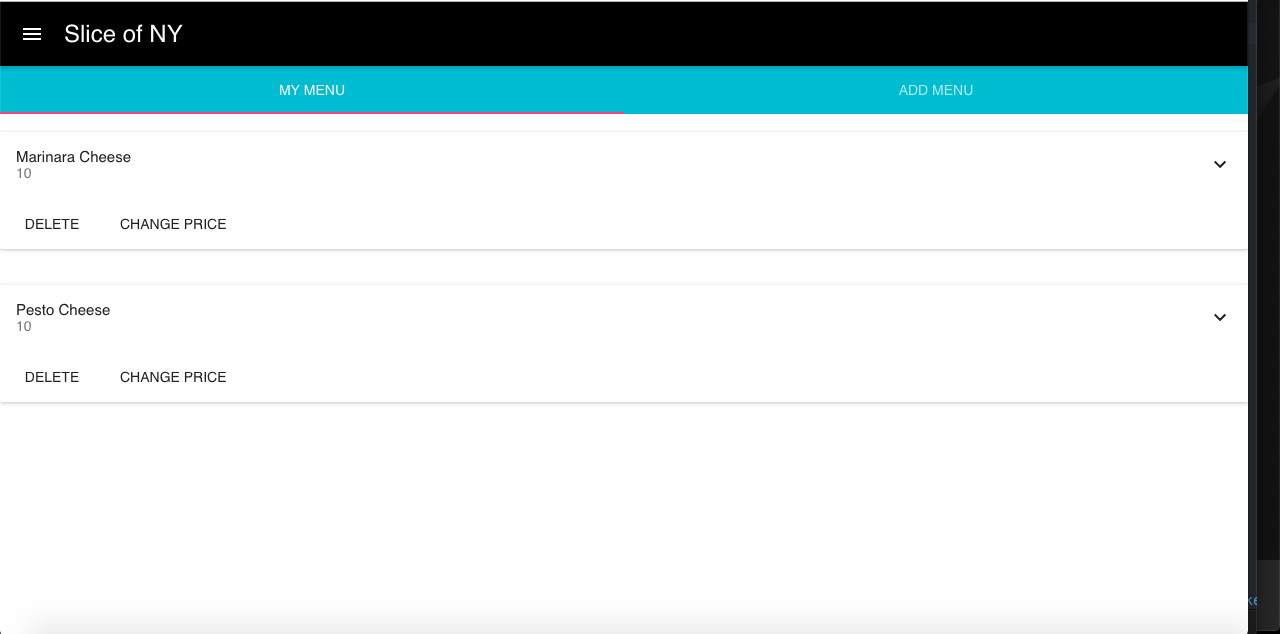 Slice of NY
MY MENU
ADD MENU
Marinara Cheese
10
DELETE
CHANGE PRICE
Pesto Cheese
10
DELETE
CHANGE PRICE